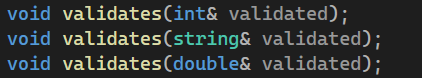 void validates(int& validated);
void validates(string& validated);
void validates(double& validated);